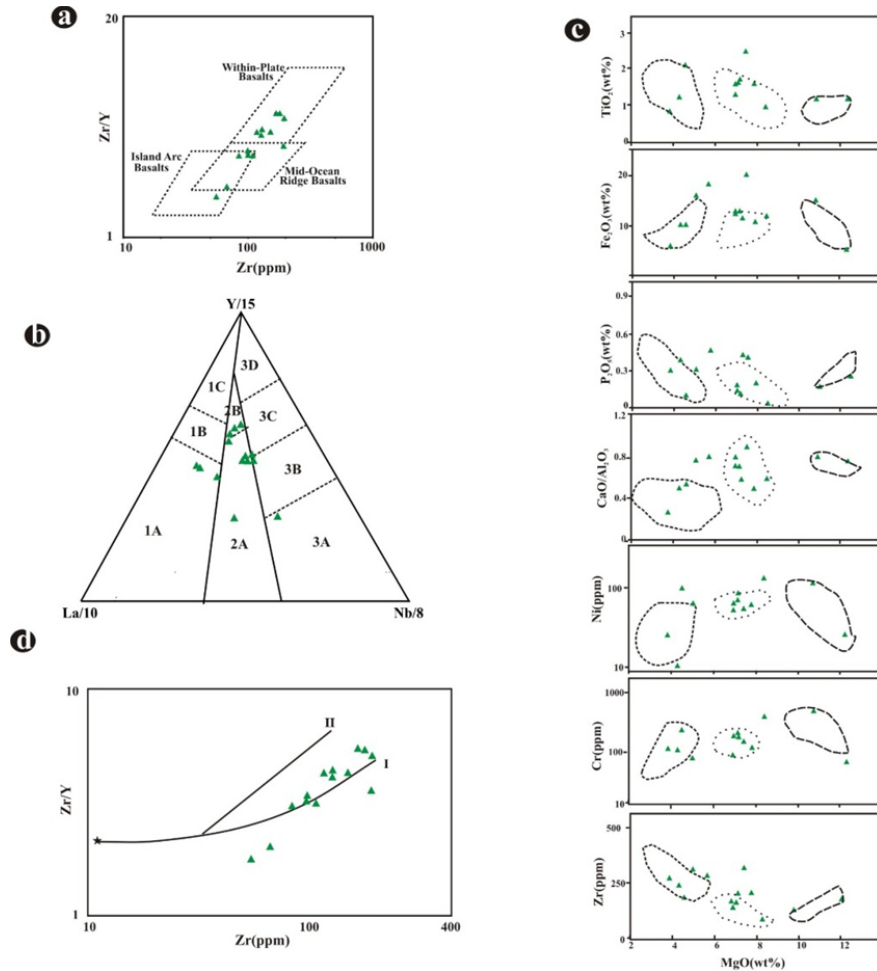 a
20
Within-Plate
Basalts
Zr/Y
Island Arc
Basalts
Mid-Ocean
Ridge Basalts
1
10
100
1000
Zr(ppm)
b
Y/15
3D
1C
2B
3C
1B
3B
1A
2A
3A
La/10
Nb/8
d
10
II
I
Zr/Y
1
10
100
400
Zr(ppm)
c
3
2
1
0
TiO₂(wt%)
20
10
0
Fe₂O₃(wt%)
0.9
0.6
0.3
0
P₂O₅(wt%)
1.2
0.8
0.4
0
CaO/Al₂O₃
100
10
Ni(ppm)
1000
100
10
Cr(ppm)
500
250
0
Zr(ppm)
2
4
6
8
10
12
MgO(wt%)